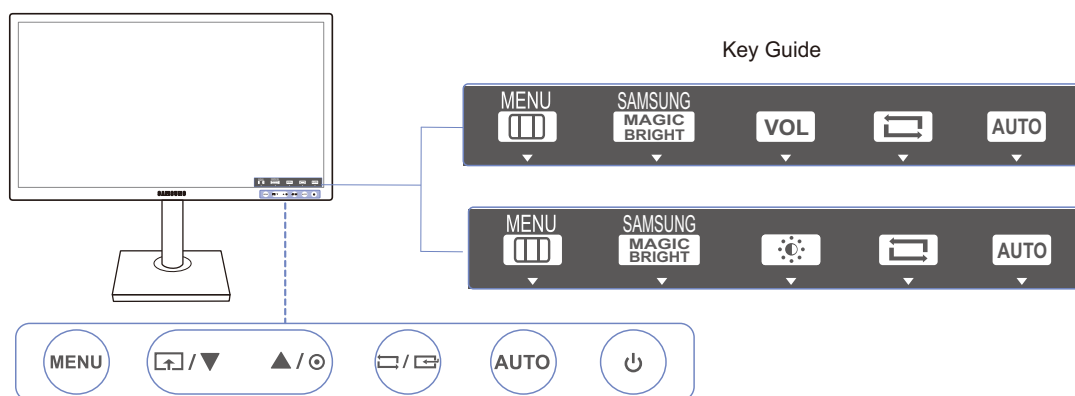 Key Guide
MENU SAMSUNG
MAGIC
BRIGHT VOL AUTO
SAMSUNG
MENU SAMSUNG
MAGIC
BRIGHT AUTO
MENU / / / AUTO